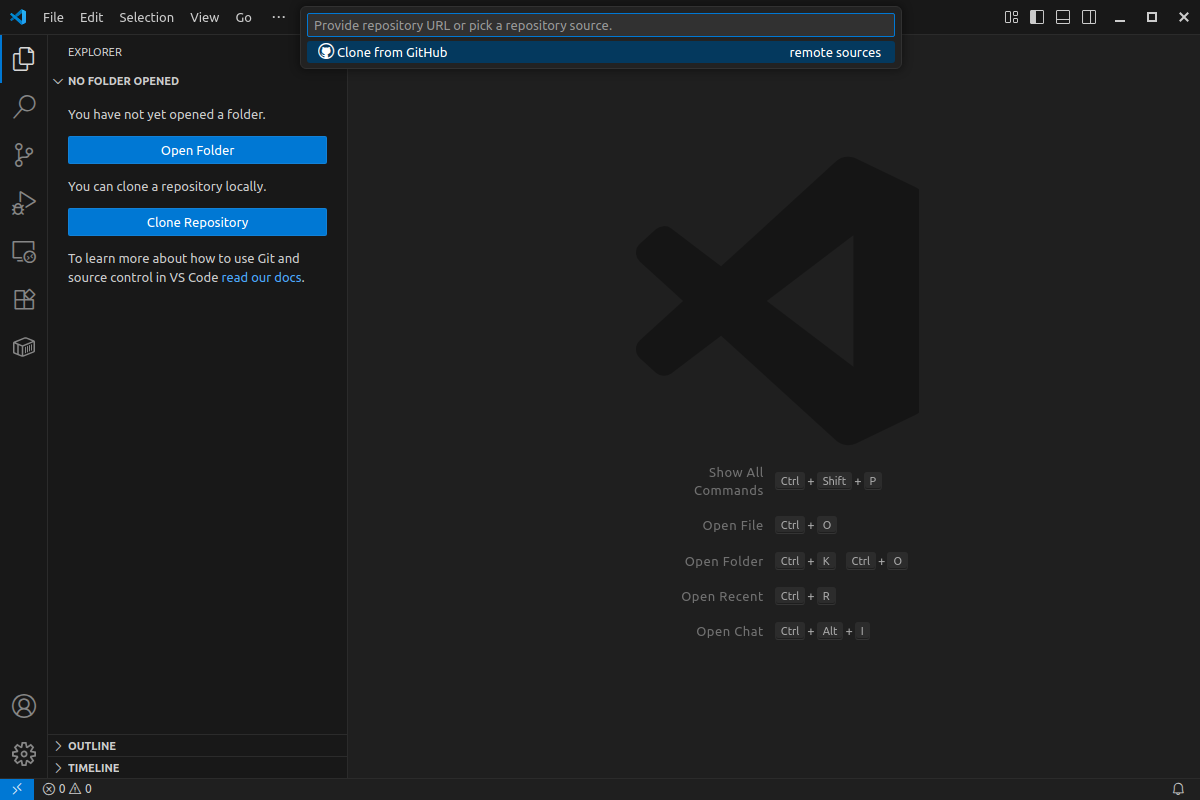 File Edit Selection View Go ···
Provide repository URL or pick a repository source.
Clone from GitHub remote sources
EXPLORER
NO FOLDER OPENED
You have not yet opened a folder.
Open Folder
You can clone a repository locally.
Clone Repository
To learn more about how to use Git and
source control in VS Code read our docs.
Show All
Commands
Ctrl + Shift + P
Open File Ctrl + O
Open Folder Ctrl + K Ctrl + O
Open Recent Ctrl + R
Open Chat Ctrl + Alt + I
OUTLINE
TIMELINE
0 0